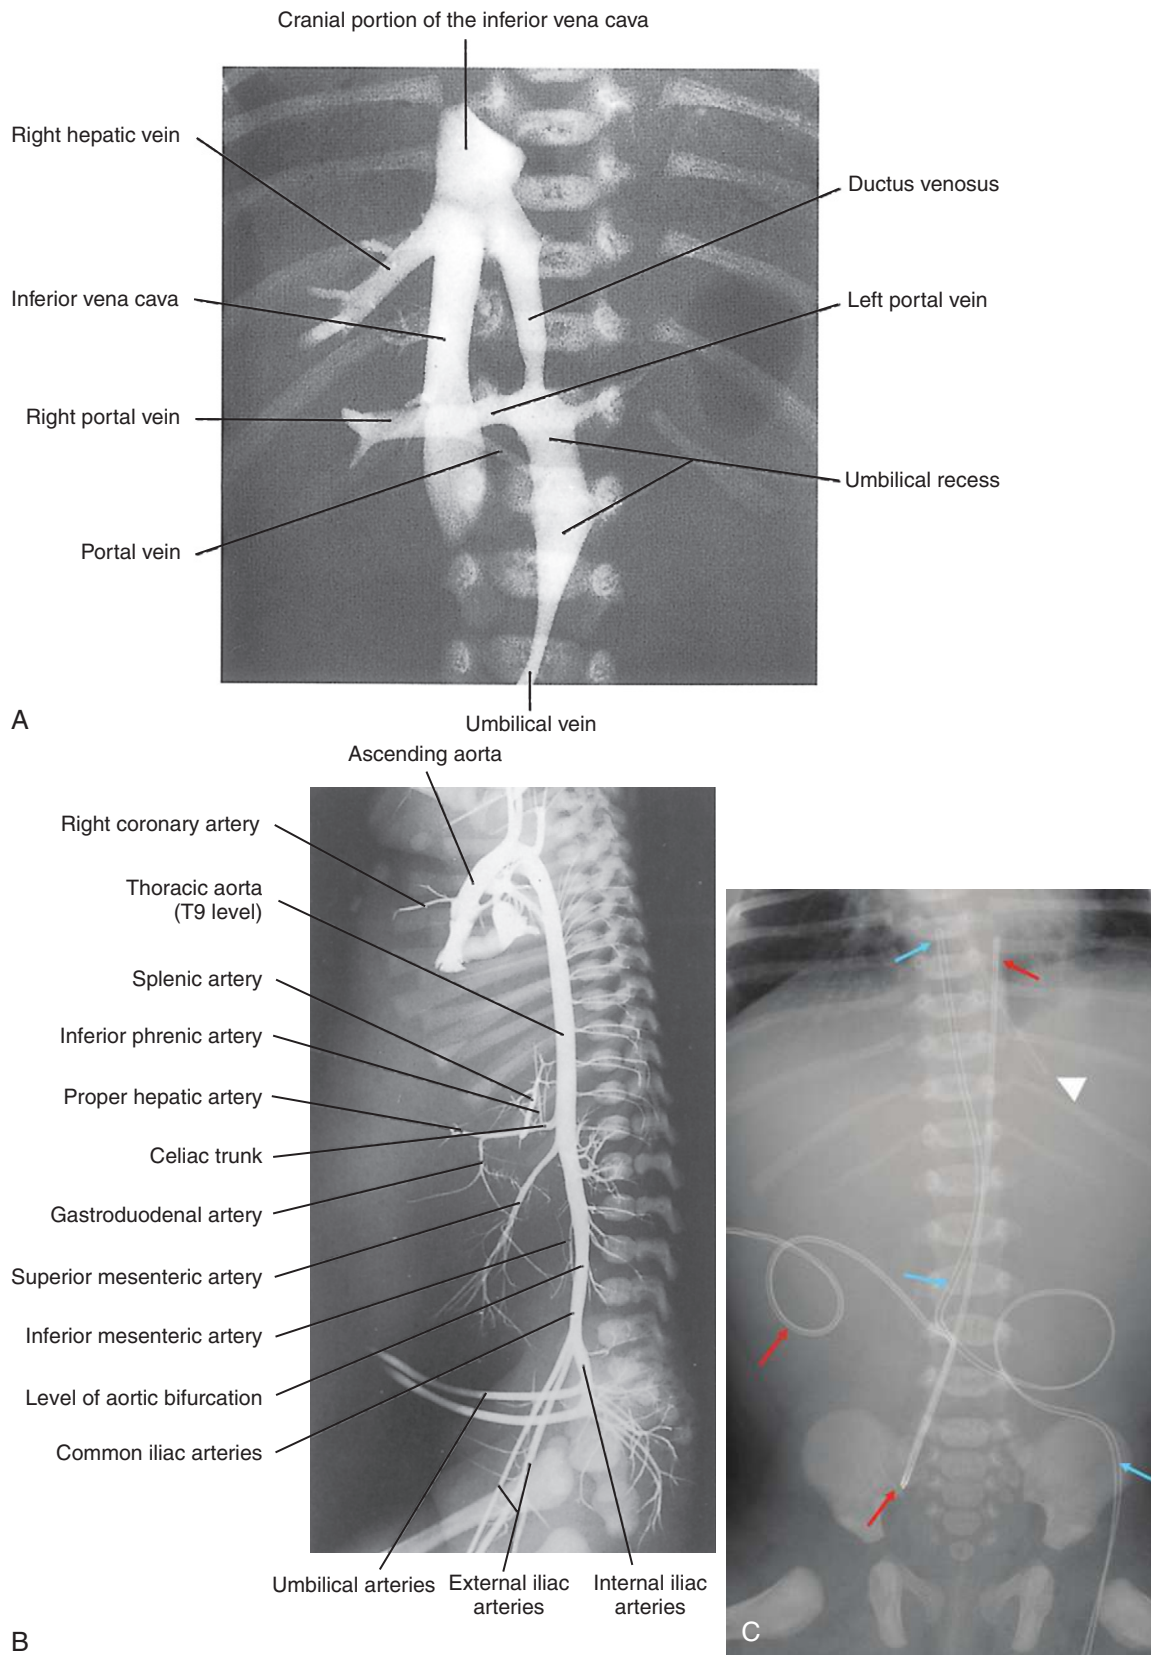 Cranial portion of the inferior vena cava
Right hepatic vein
Ductus venosus
Inferior vena cava
Left portal vein
Right portal vein
Umbilical recess
Portal vein
Umbilical vein
A
Ascending aorta
Right coronary artery
Thoracic aorta
(T9 level)
Splenic artery
Inferior phrenic artery
Proper hepatic artery
Celiac trunk
Gastroduodenal artery
Superior mesenteric artery
Inferior mesenteric artery
Level of aortic bifurcation
Common iliac arteries
Umbilical arteries
External iliac
arteries
Internal iliac
arteries
B
C